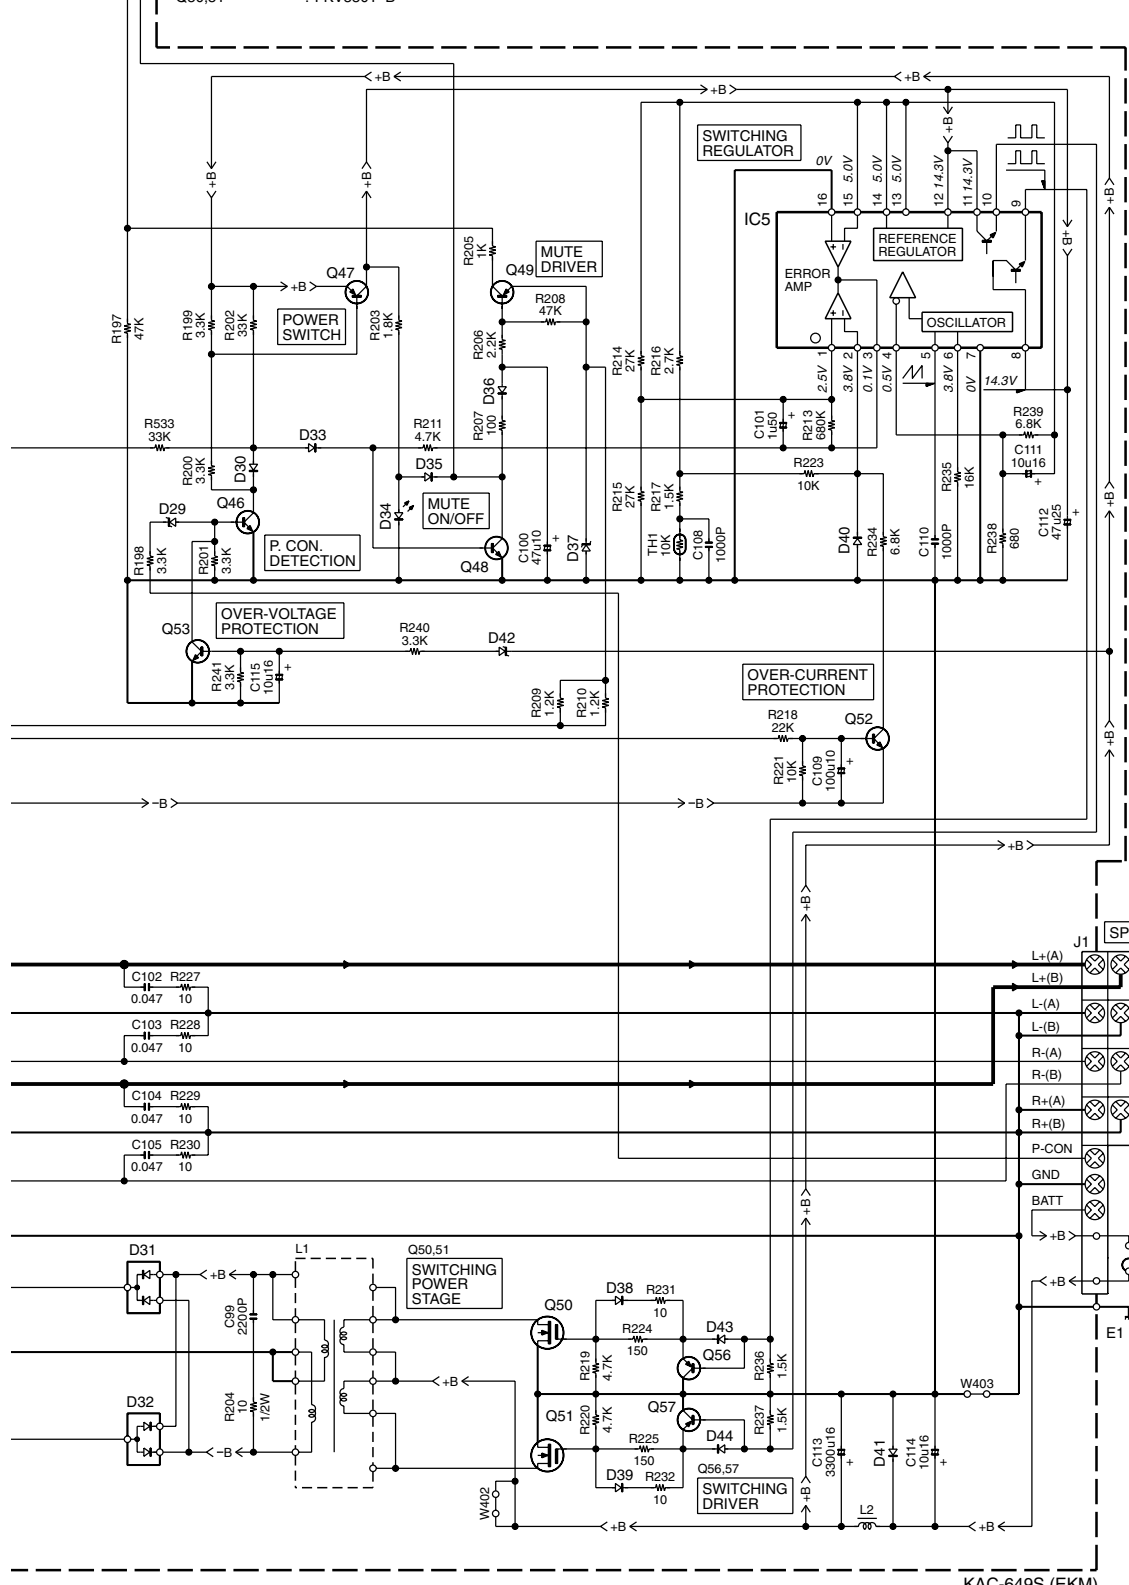 +B
+B
+B
SWITCHING
REGULATOR
0V
5.0V
5.0V
5.0V
14.3V
14.3V
+B
+B
+B
+B
+B
16
15
14
13
12
11
10
9
IC5
REFERENCE
REGULATOR
ERROR
AMP
OSCILLATOR
1
2
3
4
5
6
7
8
2.5V
3.8V
0.1V
0.5V
3.8V
0V
14.3V
R205
1K
Q49
MUTE
DRIVER
Q47
+B
POWER
SWITCH
R197
47K
R199
3.3K
R202
33K
R203
1.8K
R208
47K
R206
2.2K
D36
R207
100
R214
27K
R216
2.7K
C101
1u50
R213
680K
R239
6.8K
C111
10u16
R533
33K
D33
R211
4.7K
D35
R200
3.3K
D30
D29
Q46
MUTE
ON/OFF
D34
R223
10K
R215
27K
R217
1.5K
R235
16K
+B
P. CON.
DETECTION
R198
3.3K
R201
3.3K
Q48
C100
47u10
D37
TH1
10K
C108
1000P
D40
R234
6.8K
C110
1000P
R238
680
C112
47u25
OVER-VOLTAGE
PROTECTION
Q53
R240
3.3K
D42
R241
3.3K
C115
10u16
R209
1.2K
R210
1.2K
OVER-CURRENT
PROTECTION
R218
22K
Q52
R221
10K
C109
100u10
+B
-B
-B
+B
+B
J1
SP
L+(A)
L+(B)
L-(A)
L-(B)
R-(A)
R-(B)
R+(A)
R+(B)
P-CON
GND
BATT
C102 R227
0.047 10
C103 R228
0.047 10
C104 R229
0.047 10
C105 R230
0.047 10
+B
+B
+B
D31
L1
Q50,51
SWITCHING
POWER
STAGE
+B
C99
2200P
R204
10
1/2W
D32
-B
+B
Q50
Q51
D38
R231
10
R224
150
R219
4.7K
R220
4.7K
D43
Q56
R236
1.5K
Q57
R237
1.5K
R225
150
D44
D39
R232
10
Q56,57
SWITCHING
DRIVER
W402
W403
E1
C113
3300u16
D41
C114
10u16
L2
+B
+B
+B